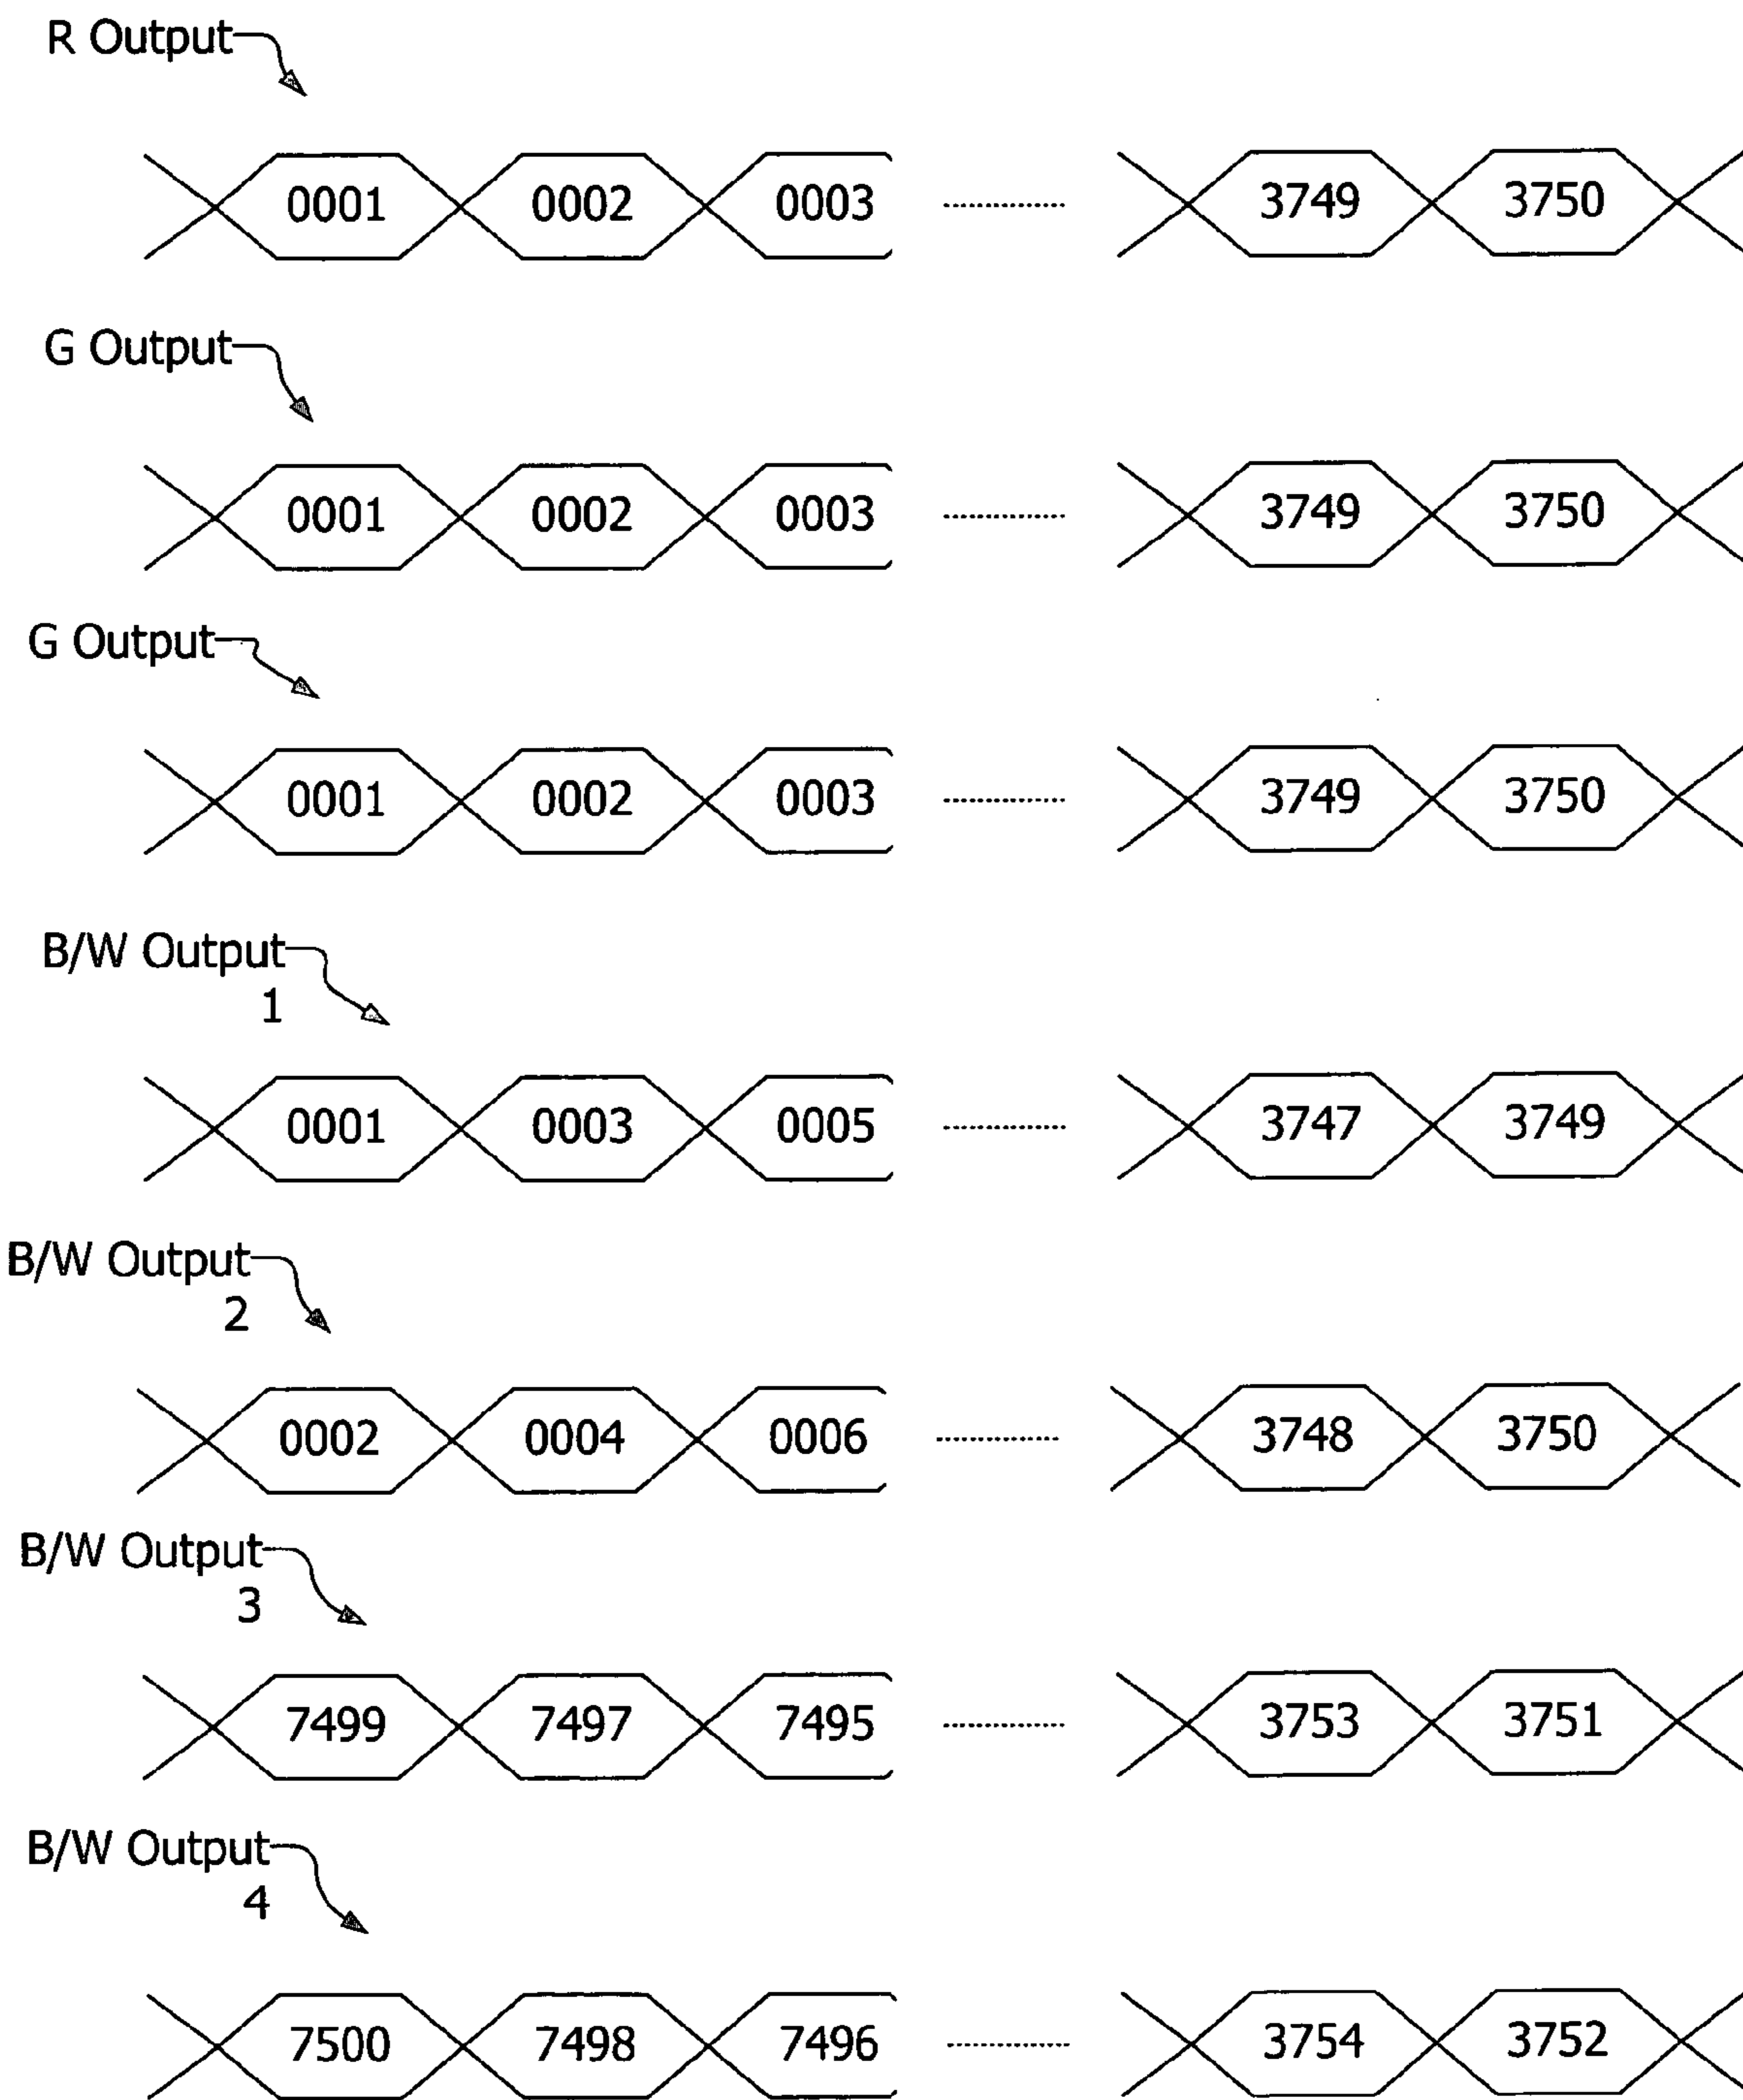 R Output
0001 0002 0003 ............ 3749 3750
G Output
0001 0002 0003 ............ 3749 3750
G Output
0001 0002 0003 ............ 3749 3750
B/W Output
1
0001 0003 0005 ............ 3747 3749
B/W Output
2
0002 0004 0006 ............ 3748 3750
B/W Output
3
7499 7497 7495 ............ 3753 3751
B/W Output
4
7500 7498 7496 ............ 3754 3752